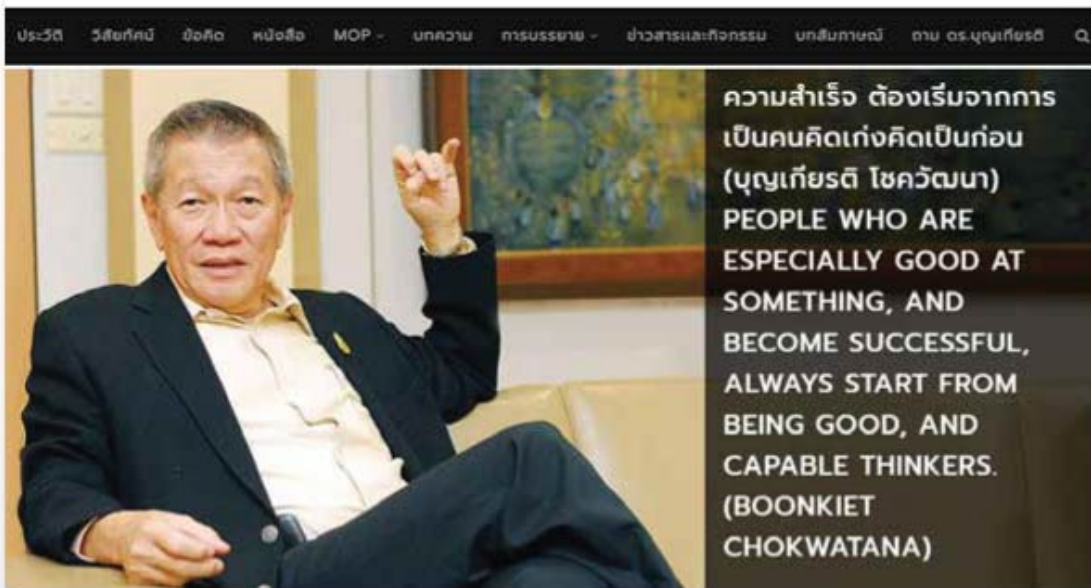 ประวัติ วิสัยทัศน์ ข้อคิด หนังสือ MOP บทความ การบรรยาย ข่าวสารและกิจกรรม บทสัมภาษณ์ ถาม ดร.บุญเกียรติ
ความสำเร็จ ต้องเริ่มจากการ
เป็นคนคิดเก่งคิดเป็นก่อน
(บุญเกียรติ โชควัฒนา)
PEOPLE WHO ARE
ESPECIALLY GOOD AT
SOMETHING, AND
BECOME SUCCESSFUL,
ALWAYS START FROM
BEING GOOD, AND
CAPABLE THINKERS.
(BOONKIET
CHOKWATANA)